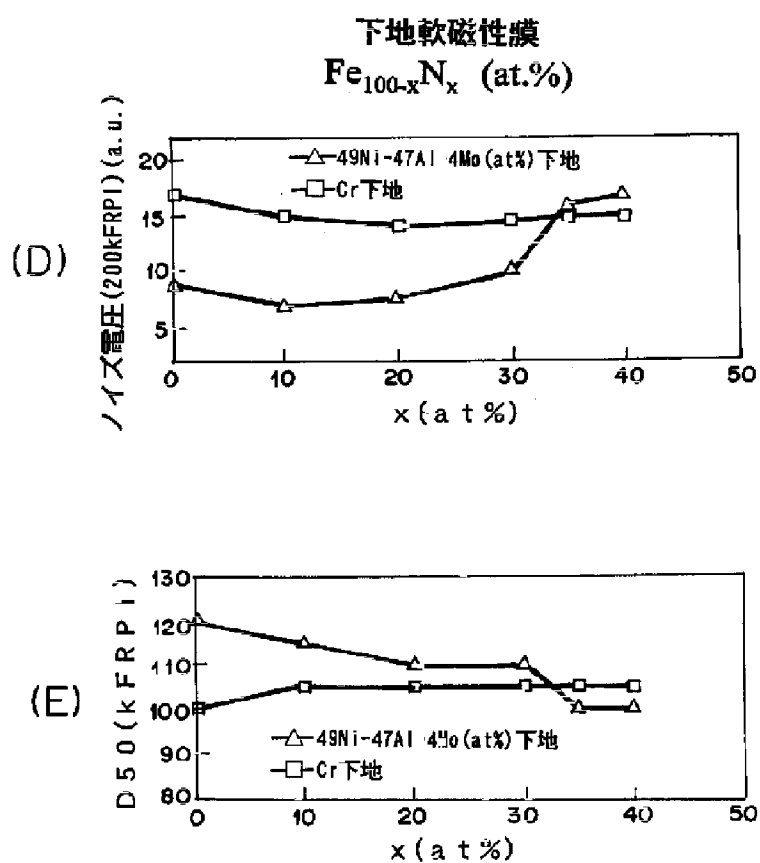 下地軟磁性膜
Fe100-xNx (at.%)
(D)
ノイズ電圧(200kFRPI)(a.u.)
20
15
10
5
49Ni-47Al 4Mo(at%)下地
Cr下地
0 10 20 30 40 50
x(at%)
(E)
D50(kFRPI)
130
120
110
100
90
80
49Ni-47Al 4Mo(at%)下地
Cr下地
0 10 20 30 40 50
x(at%)